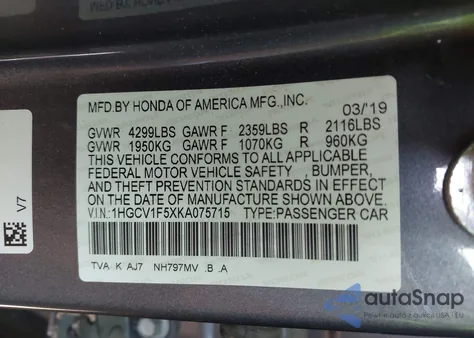 MFD.BY HONDA OF AMERICA MFG.,INC. 03/19
GVWR 4299LBS GAWR F 2359LBS R 2116LBS
GVWR 1950KG GAWR F 1070KG R 960KG
THIS VEHICLE CONFORMS TO ALL APPLICABLE
FEDERAL MOTOR VEHICLE SAFETY , BUMPER,
AND THEFT PREVENTION STANDARDS IN EFFECT
ON THE DATE OF MANUFACTURE SHOWN ABOVE.
V.I.N: 1HGCV1F5XKA075715 TYPE:PASSENGER CAR
TVA K AJ7 NH797MV .B .A
V7
autoSnap